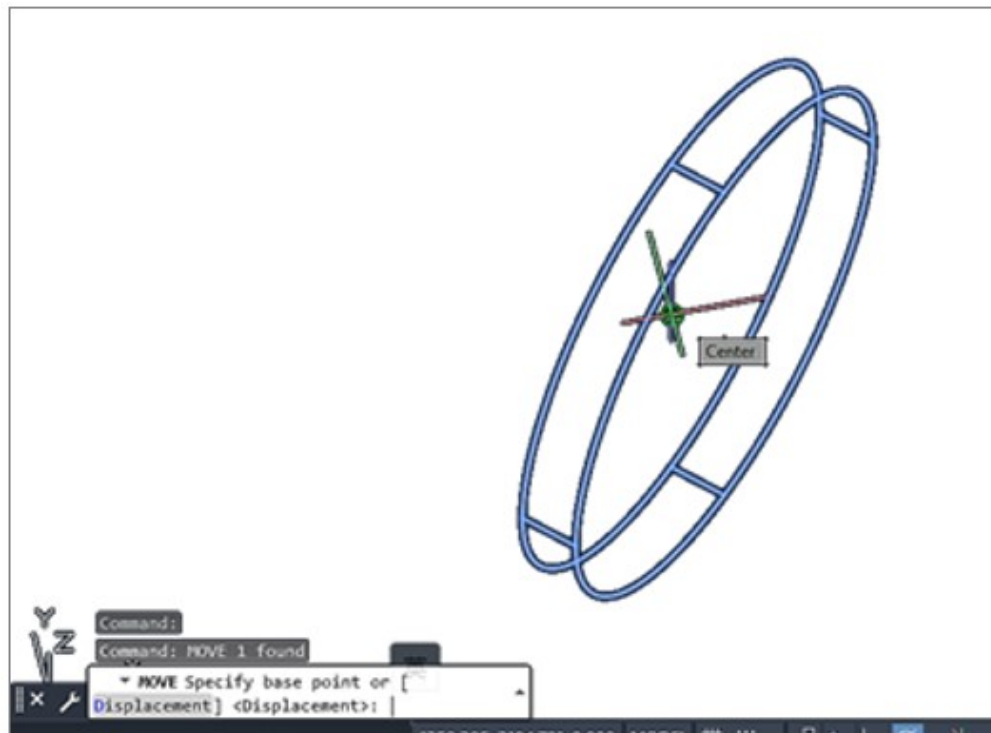 Center
Y
Z
Command:
Command: MOVE 1 found
MOVE Specify base point or [
Displacement] <Displacement>: